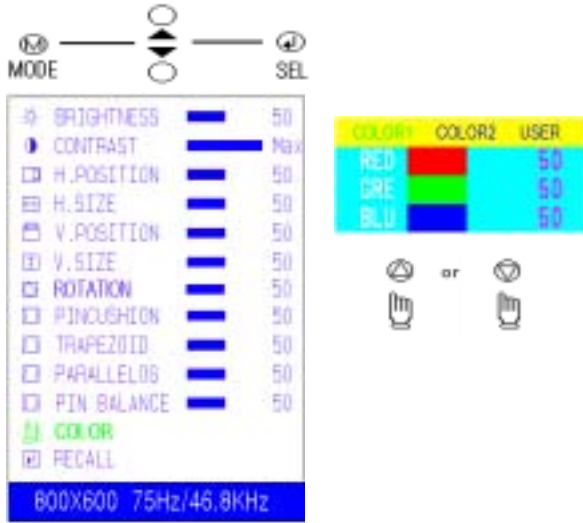 MODE
SEL
BRIGHTNESS 50
CONTRAST Max
H.POSITION 50
H.SIZE 50
V.POSITION 50
V.SIZE 50
ROTATION 50
PINCUSHION 50
TRAPEZOID 50
PARALLELOG 50
PIN BALANCE 50
COLOR
RECALL
800X600 75Hz/46.8KHz
COLOR1 COLOR2 USER
RED 50
GRE 50
BLU 50
or